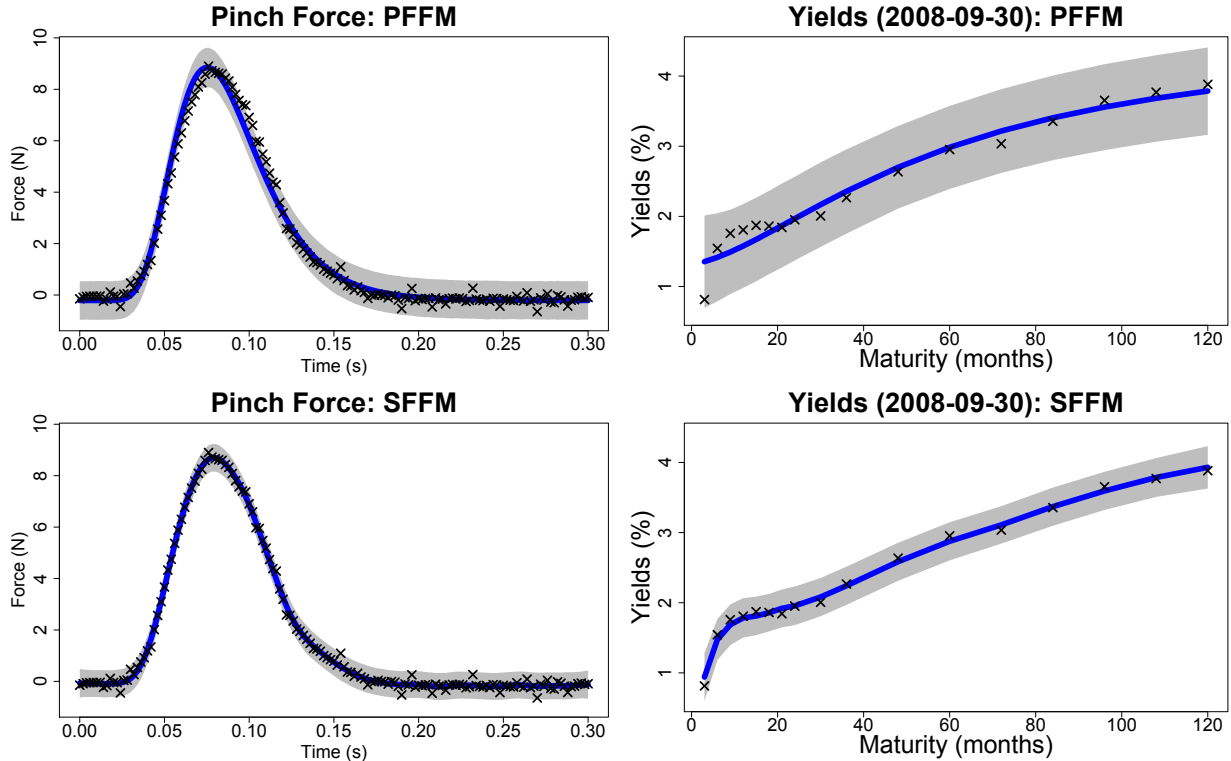 Pinch Force: PFFM
Force (N)
10
8
6
4
2
0
0.00 0.05 0.10 0.15 0.20 0.25 0.30
Time (s)
Yields (2008-09-30): PFFM
Yields (%)
4
3
2
1
0 20 40 60 80 100 120
Maturity (months)
Pinch Force: SFFM
Force (N)
10
8
6
4
2
0
0.00 0.05 0.10 0.15 0.20 0.25 0.30
Time (s)
Yields (2008-09-30): SFFM
Yields (%)
4
3
2
1
0 20 40 60 80 100 120
Maturity (months)